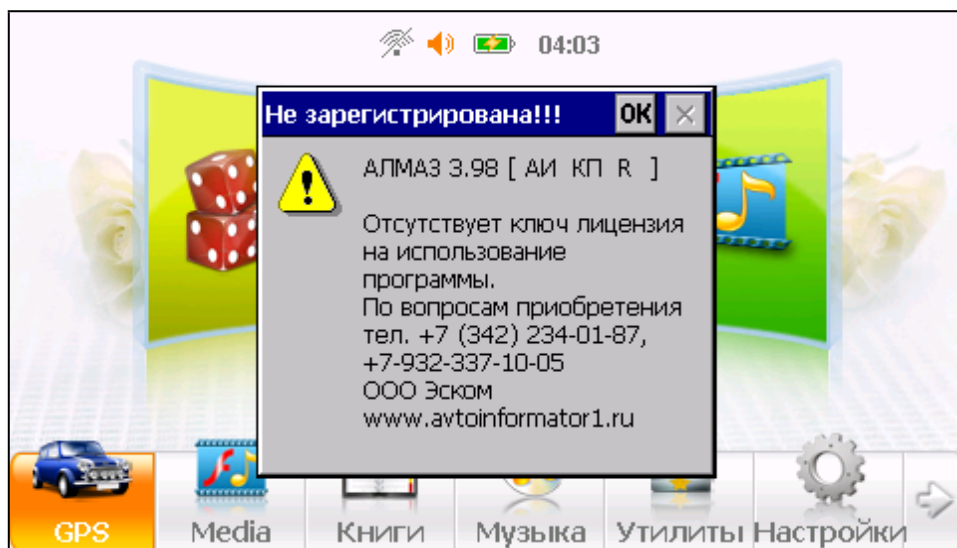 04:03
Не зарегистрирована!!! OK
АЛМАЗ 3.98 [ АИ КП R ]
Отсутствует ключ лицензия
на использование
программы.
По вопросам приобретения
тел. +7 (342) 234-01-87,
+7-932-337-10-05
ООО Эском
www.avtoinformator1.ru
GPS Media Книги Музыка Утилиты Настройки